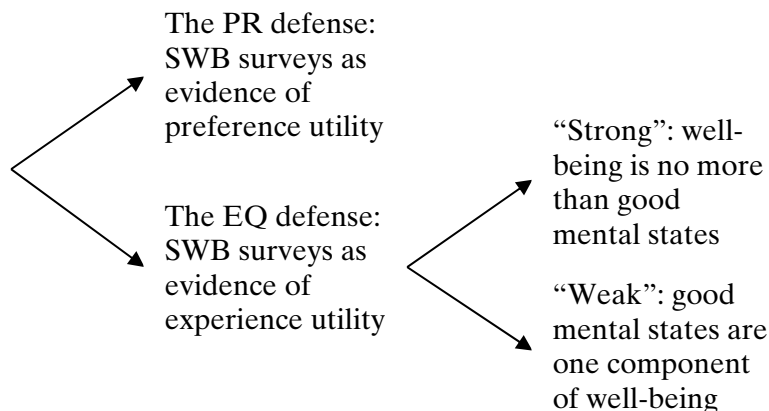 The PR defense:
SWB surveys as
evidence of
preference utility
The EQ defense:
SWB surveys as
evidence of
experience utility
“Strong”: well-
being is no more
than good
mental states
“Weak”: good
mental states are
one component
of well-being